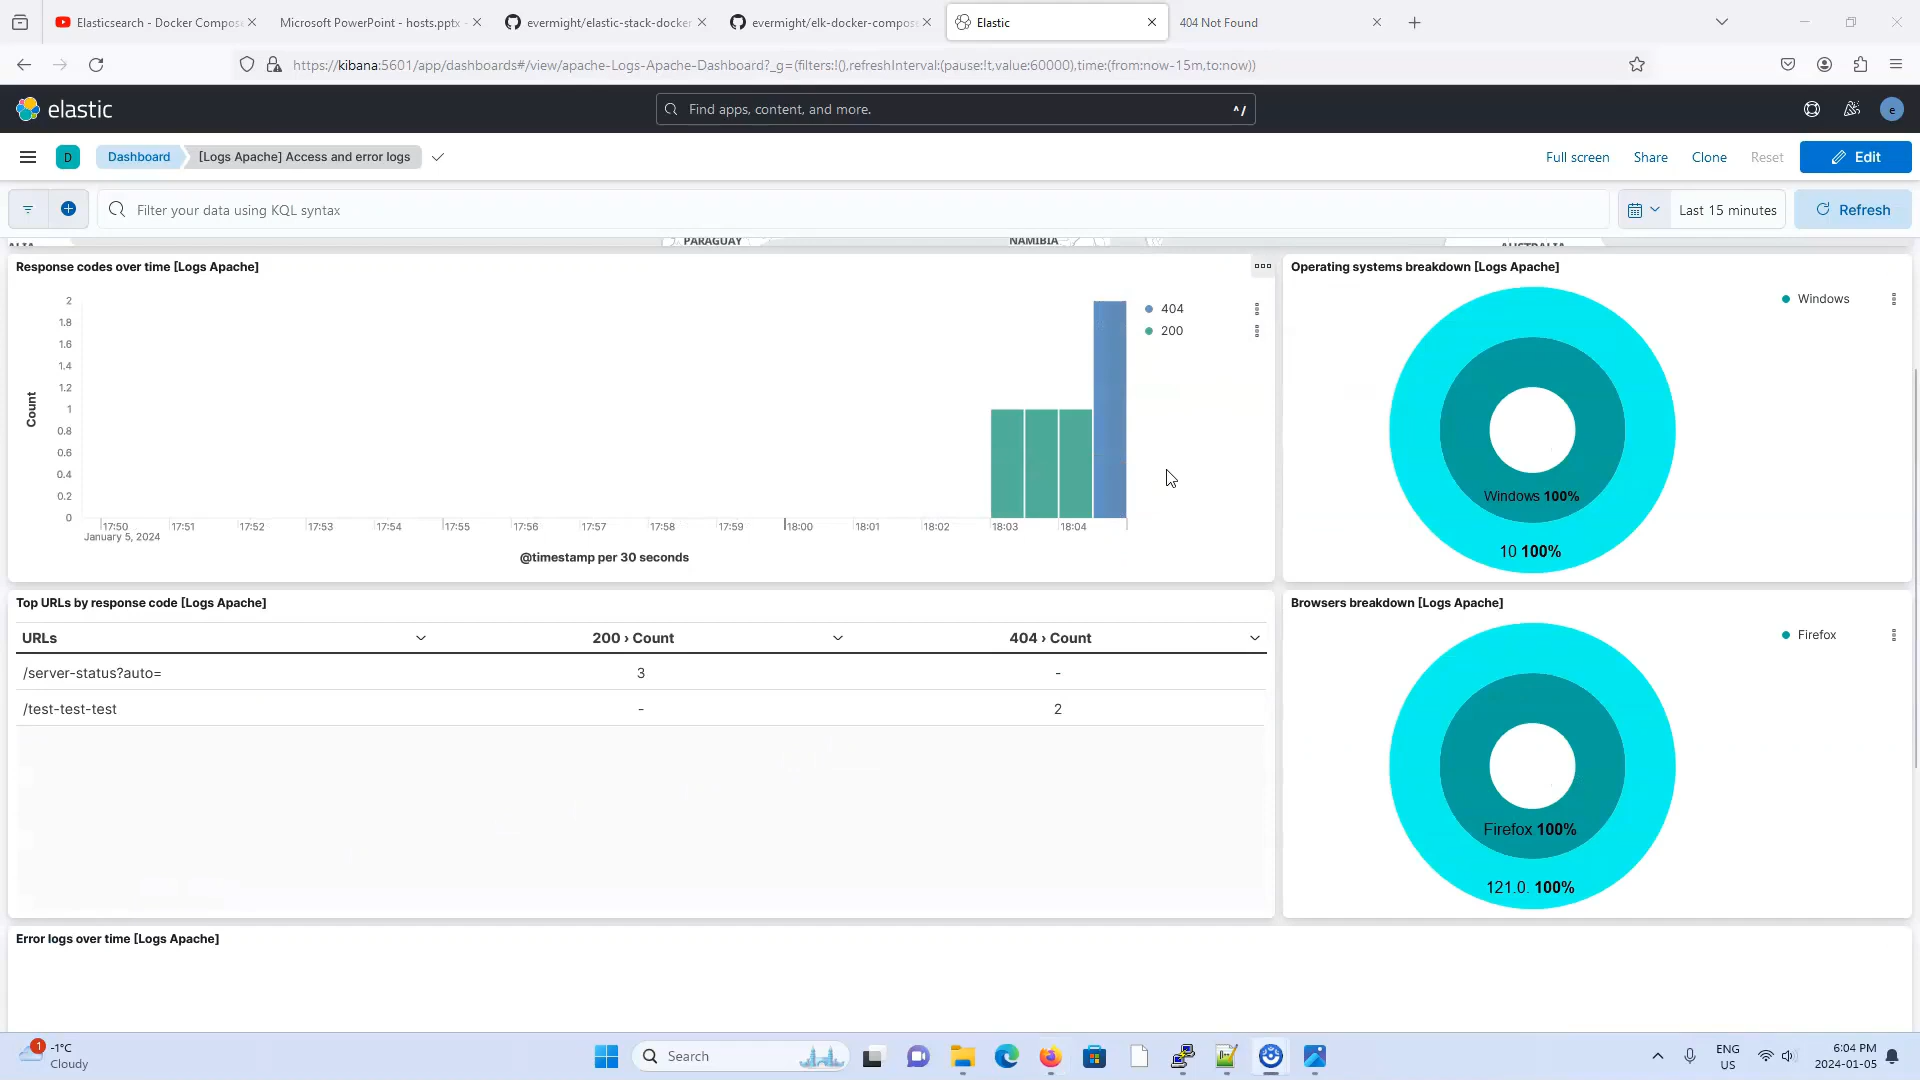 Elasticsearch - Docker Compos
Microsoft PowerPoint - hosts.pptx -
evermight/elastic-stack-docker
evermight/elk-docker-compos
Elastic
404 Not Found
https://kibana:5601/app/dashboards#/view/apache-Logs-Apache-Dashboard?_g=(filters:!(),refreshInterval:(pause:!t,value:60000),time:(from:now-15m,to:now))
elastic
Find apps, content, and more.
^/
e
D
Dashboard
[Logs Apache] Access and error logs
Full screen
Share
Clone
Reset
Edit
Filter your data using KQL syntax
Last 15 minutes
Refresh
PARAGUAY
NAMIBIA
Response codes over time [Logs Apache]
2
1.8
1.6
1.4
1.2
1
0.8
0.6
0.4
0.2
0
Count
17:50
17:51
17:52
17:53
17:54
17:55
17:56
17:57
17:58
17:59
18:00
18:01
18:02
18:03
18:04
January 5, 2024
@timestamp per 30 seconds
404
200
Operating systems breakdown [Logs Apache]
Windows
Windows 100%
10 100%
Top URLs by response code [Logs Apache]
URLs
200 › Count
404 › Count
/server-status?auto=
3
-
/test-test-test
-
2
Browsers breakdown [Logs Apache]
Firefox
Firefox 100%
121.0. 100%
Error logs over time [Logs Apache]
1
-1°C
Cloudy
Search
ENG
US
6:04 PM
2024-01-05